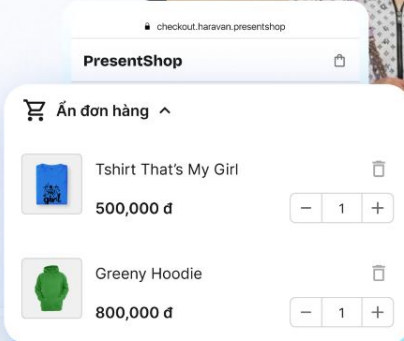 checkout.haravan.presentshop
PresentShop
Ẩn đơn hàng
Tshirt That's My Girl
500,000 đ
1
Greeny Hoodie
800,000 đ
1